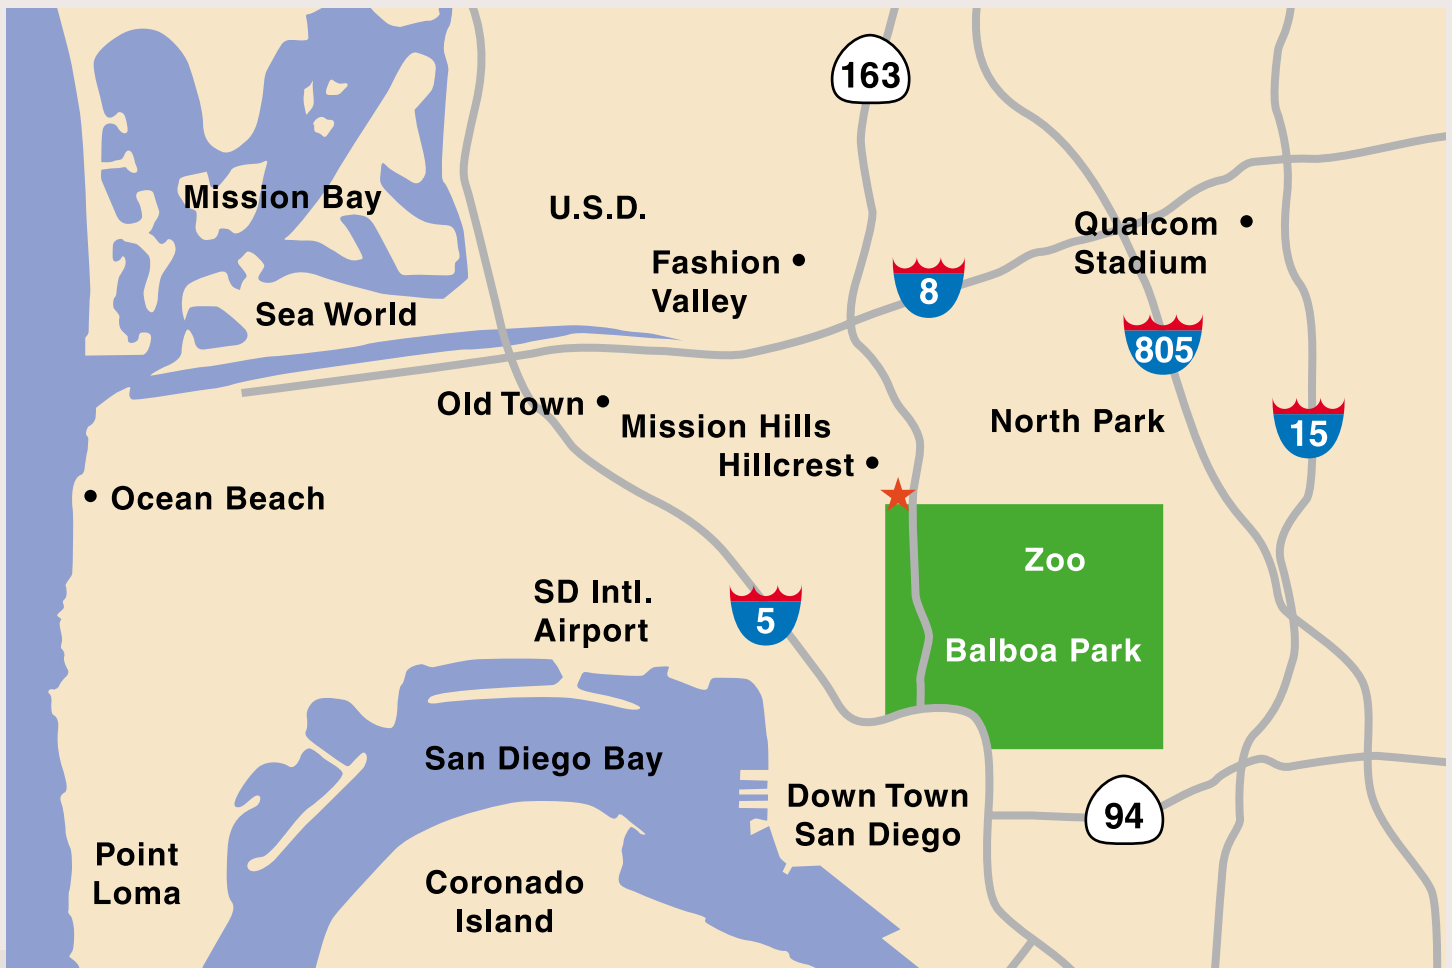 163
Mission Bay
U.S.D.
Qualcom
Stadium
Fashion
Valley
8
Sea World
805
Old Town
Mission Hills
North Park
15
Hillcrest
Ocean Beach
Zoo
SD Intl.
Airport
5
Balboa Park
San Diego Bay
Down Town
San Diego
94
Point
Loma
Coronado
Island